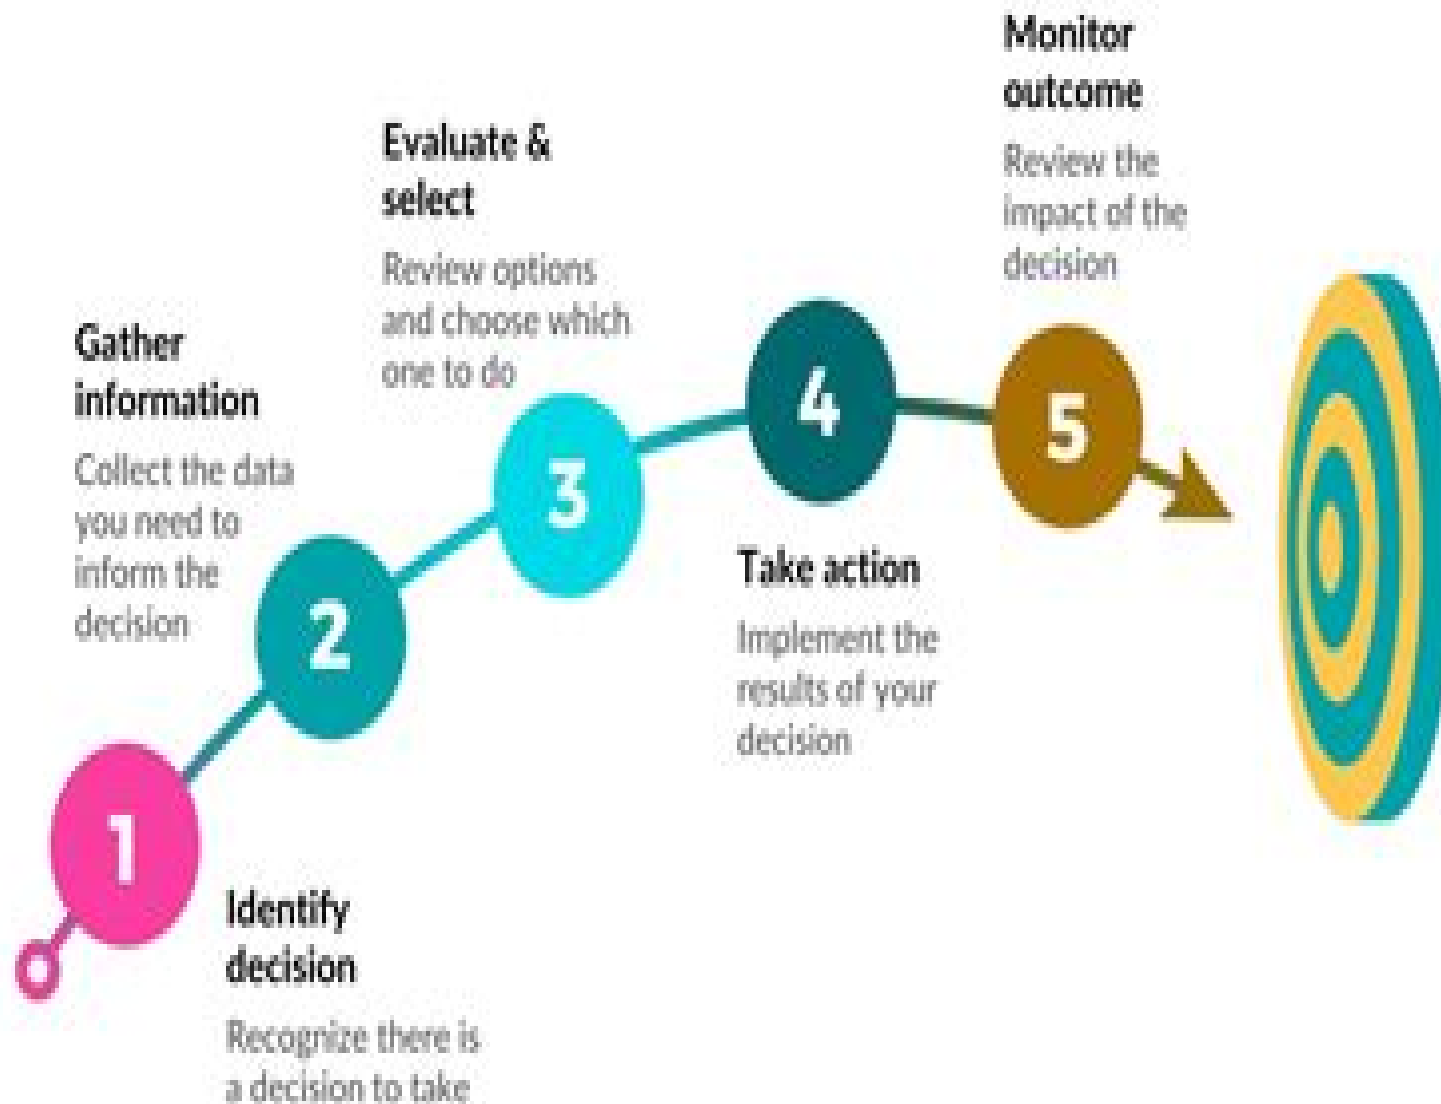 1
Identify
decision
Recognize there is
a decision to take
2
Gather
information
Collect the data
you need to
inform the
decision
3
Evaluate &
select
Review options
and choose which
one to do
4
Take action
Implement the
results of your
decision
5
Monitor
outcome
Review the
impact of the
decision